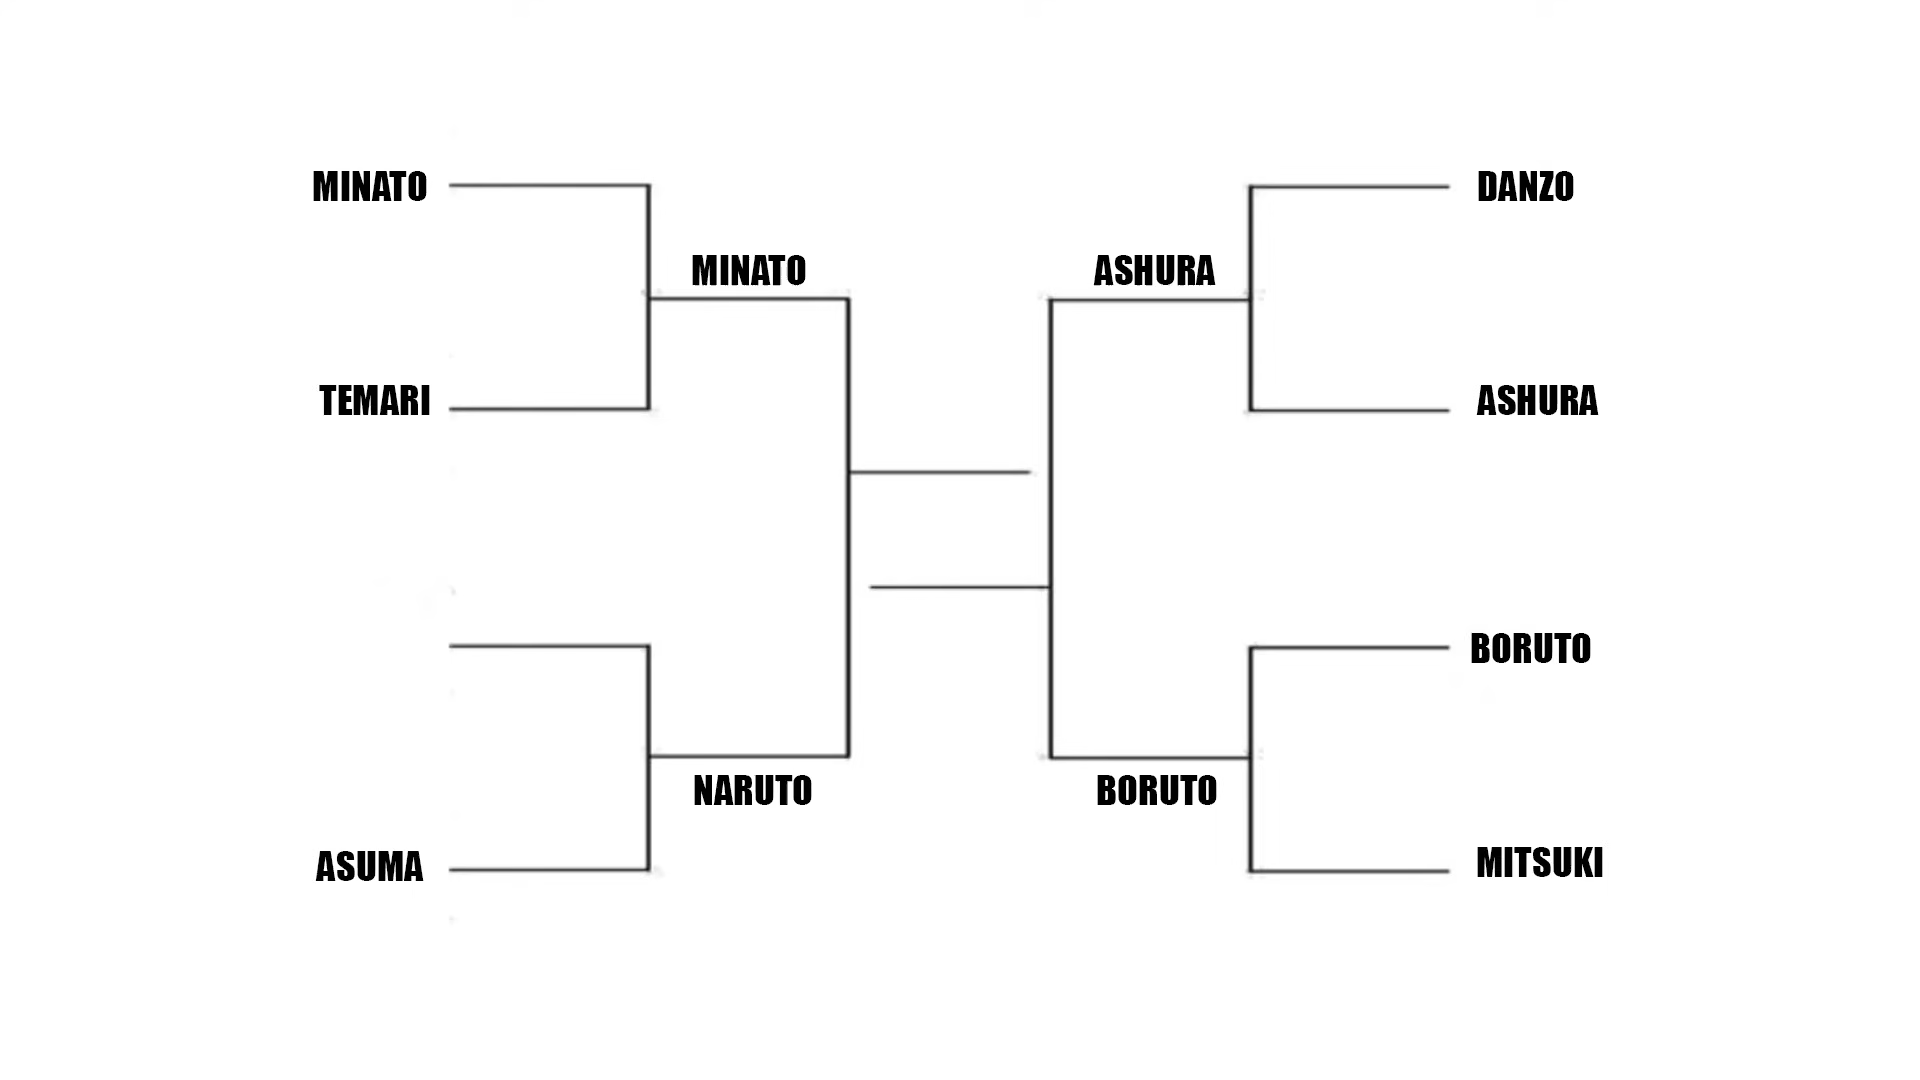 MINATO
DANZO
MINATO
ASHURA
TEMARI
ASHURA
BORUTO
NARUTO
BORUTO
ASUMA
MITSUKI